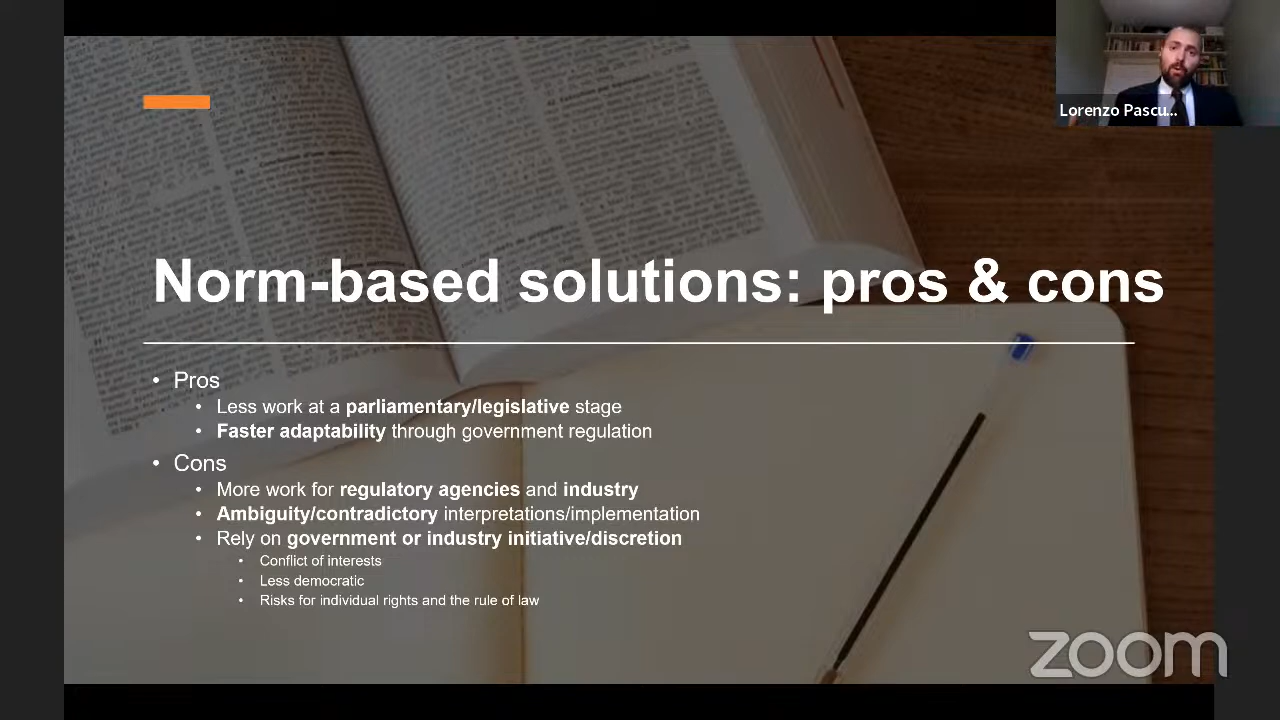 Lorenzo Pascu...
Norm-based solutions: pros & cons
• Pros
• Less work at a parliamentary/legislative stage
• Faster adaptability through government regulation
• Cons
• More work for regulatory agencies and industry
• Ambiguity/contradictory interpretations/implementation
• Rely on government or industry initiative/discretion
• Conflict of interests
• Less democratic
• Risks for individual rights and the rule of law
zoom